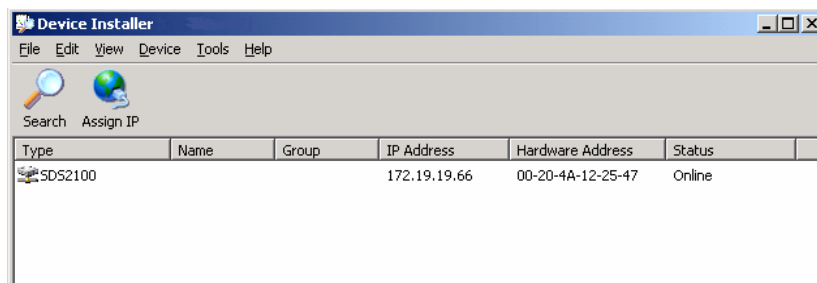 Device Installer
File Edit View Device Tools Help
Search Assign IP
Type Name Group IP Address Hardware Address Status
SDS2100 172.19.19.66 00-20-4A-12-25-47 Online